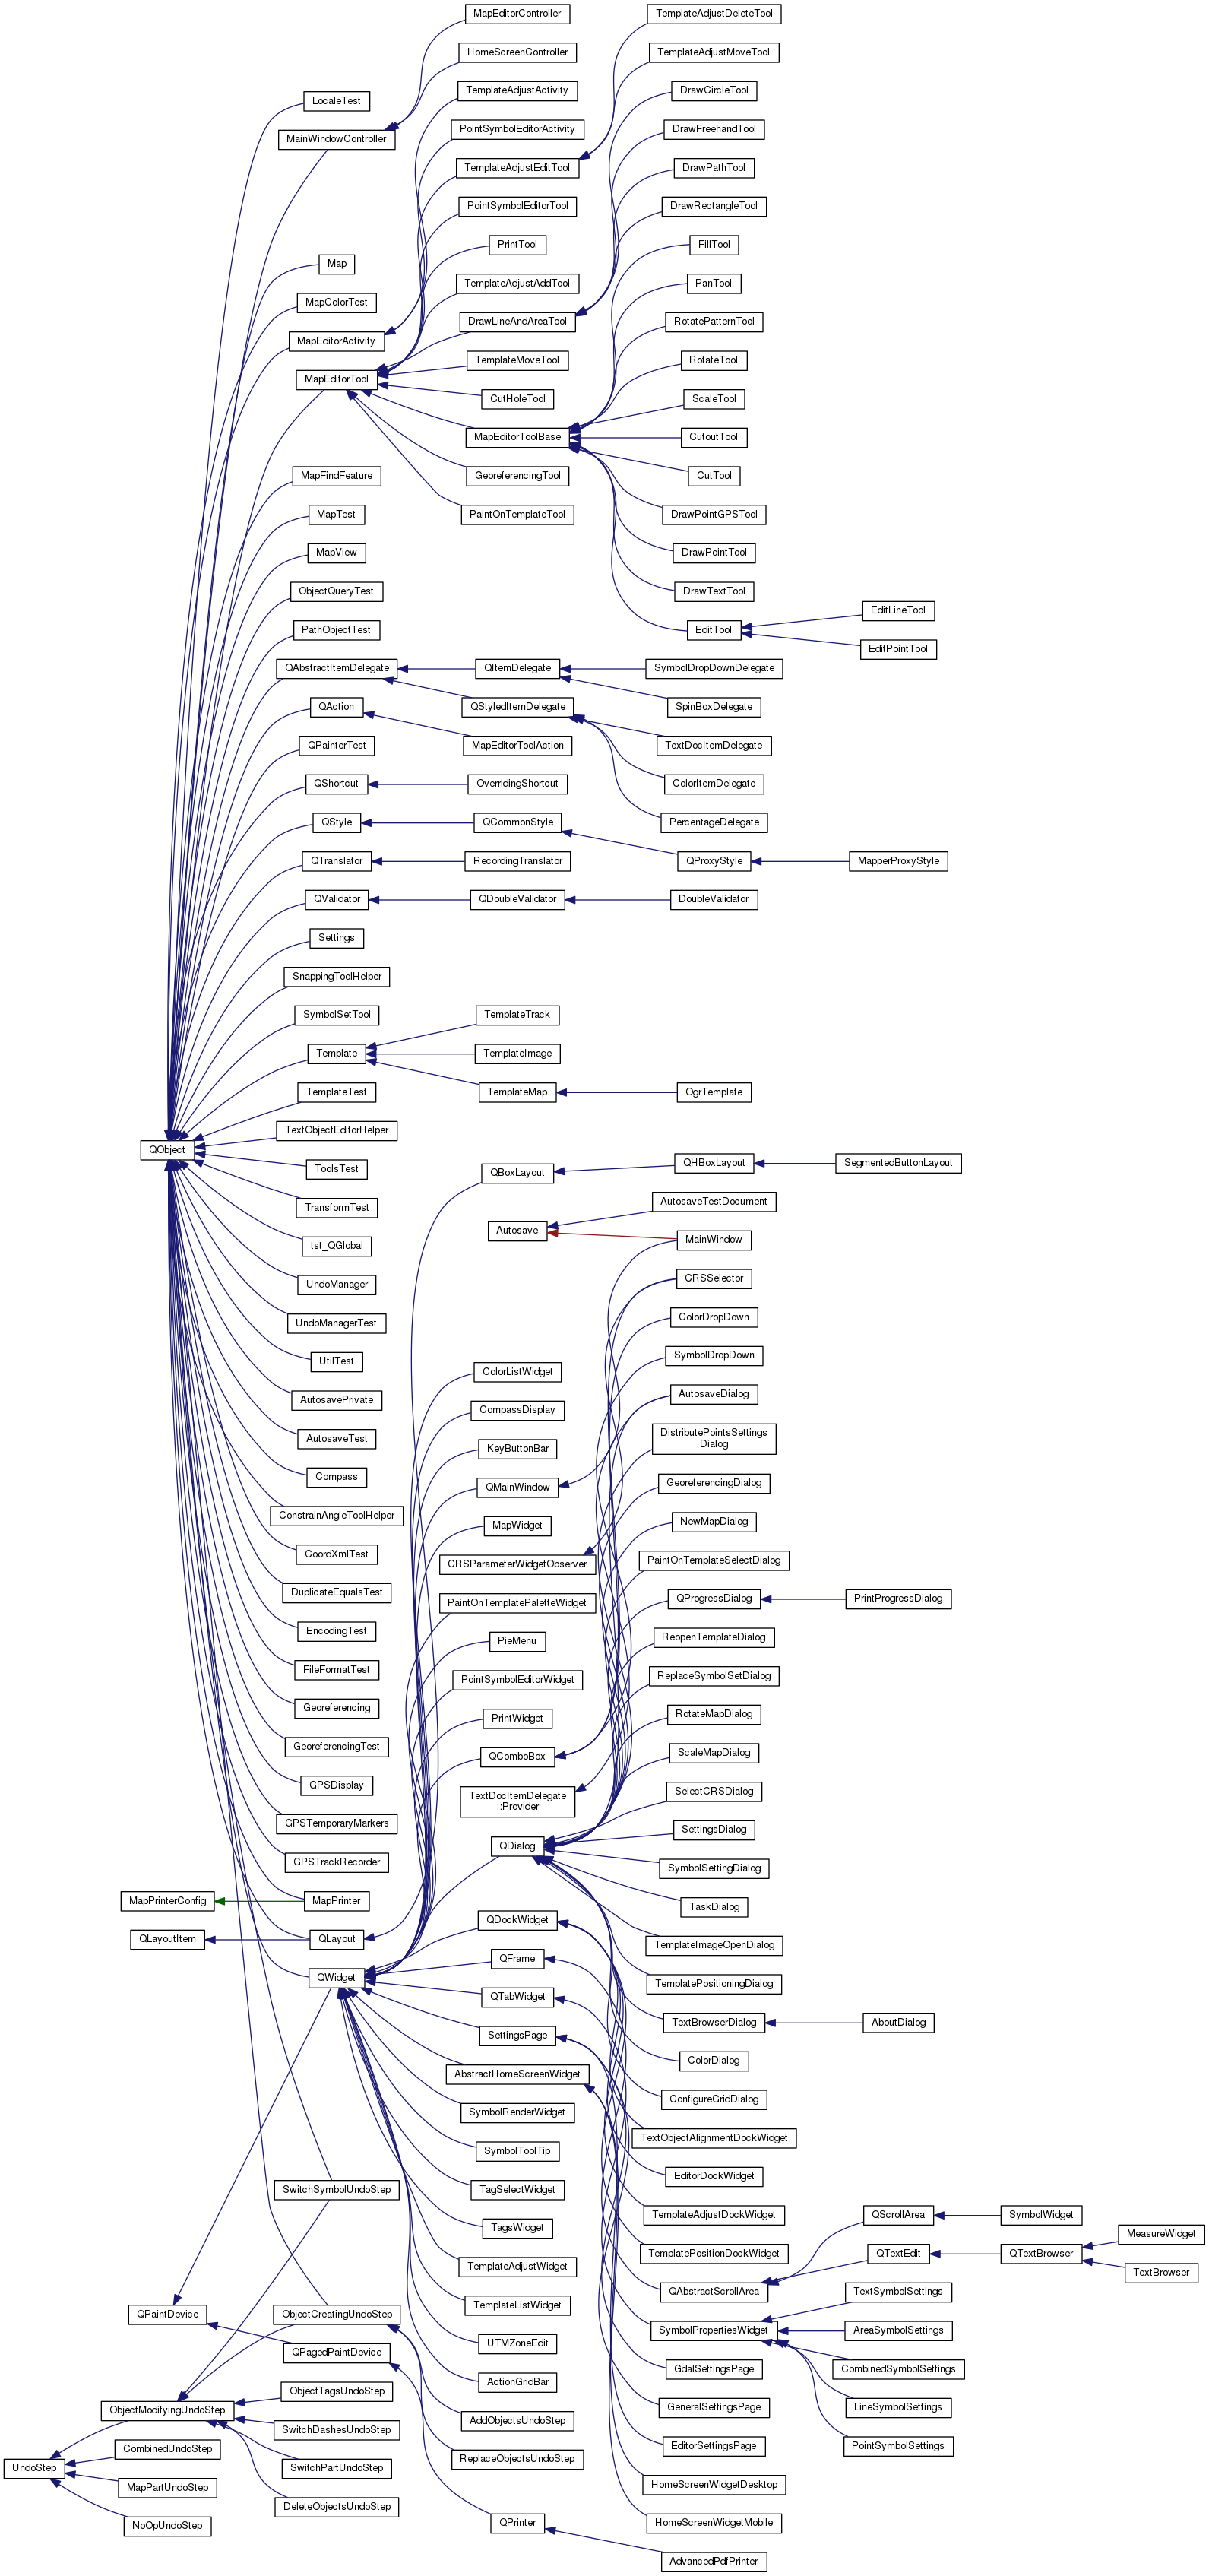 MapEditorController
TemplateAdjustDeleteTool
HomeScreenController
TemplateAdjustMoveTool
TemplateAdjustActivity
DrawCircleTool
LocaleTest
PointSymbolEditorActivity
DrawFreehandTool
MainWindowController
TemplateAdjustEditTool
DrawPathTool
PointSymbolEditorTool
DrawRectangleTool
PrintTool
FillTool
Map
TemplateAdjustAddTool
PanTool
MapColorTest
DrawLineAndAreaTool
RotatePatternTool
MapEditorActivity
TemplateMoveTool
RotateTool
MapEditorTool
CutHoleTool
ScaleTool
MapEditorToolBase
CutoutTool
MapFindFeature
GeoreferencingTool
CutTool
MapTest
PaintOnTemplateTool
DrawPointGPSTool
MapView
DrawPointTool
ObjectQueryTest
DrawTextTool
EditLineTool
PathObjectTest
EditTool
EditPointTool
QAbstractItemDelegate
QItemDelegate
SymbolDropDownDelegate
QAction
QStyledItemDelegate
SpinBoxDelegate
QPainterTest
MapEditorToolAction
TextDocItemDelegate
QShortcut
OverridingShortcut
ColorItemDelegate
QStyle
QCommonStyle
PercentageDelegate
QTranslator
RecordingTranslator
QProxyStyle
MapperProxyStyle
QValidator
QDoubleValidator
DoubleValidator
Settings
SnappingToolHelper
SymbolSetTool
TemplateTrack
Template
TemplateImage
TemplateTest
TemplateMap
OgrTemplate
TextObjectEditorHelper
QObject
ToolsTest
QBoxLayout
QHBoxLayout
SegmentedButtonLayout
TransformTest
AutosaveTestDocument
tst_QGlobal
Autosave
MainWindow
UndoManager
CRSSelector
UndoManagerTest
ColorDropDown
UtilTest
ColorListWidget
SymbolDropDown
AutosavePrivate
CompassDisplay
AutosaveDialog
AutosaveTest
KeyButtonBar
DistributePointsSettings
Dialog
Compass
QMainWindow
GeoreferencingDialog
ConstrainAngleToolHelper
MapWidget
NewMapDialog
CoordXmlTest
CRSParameterWidgetObserver
PaintOnTemplateSelectDialog
DuplicateEqualsTest
PaintOnTemplatePaletteWidget
QProgressDialog
PrintProgressDialog
EncodingTest
PieMenu
ReopenTemplateDialog
FileFormatTest
PointSymbolEditorWidget
ReplaceSymbolSetDialog
Georeferencing
PrintWidget
RotateMapDialog
GeoreferencingTest
QComboBox
ScaleMapDialog
GPSDisplay
TextDocItemDelegate
::Provider
SelectCRSDialog
GPSTemporaryMarkers
QDialog
SettingsDialog
GPSTrackRecorder
SymbolSettingDialog
MapPrinterConfig
MapPrinter
TaskDialog
QLayoutItem
QLayout
QDockWidget
TemplateImageOpenDialog
QWidget
QFrame
TemplatePositioningDialog
QTabWidget
TextBrowserDialog
AboutDialog
SettingsPage
ColorDialog
AbstractHomeScreenWidget
ConfigureGridDialog
SymbolRenderWidget
TextObjectAlignmentDockWidget
SymbolToolTip
EditorDockWidget
SwitchSymbolUndoStep
TagSelectWidget
TemplateAdjustDockWidget
QScrollArea
SymbolWidget
TagsWidget
TemplatePositionDockWidget
QTextEdit
QTextBrowser
MeasureWidget
TemplateAdjustWidget
QAbstractScrollArea
TextBrowser
QPaintDevice
ObjectCreatingUndoStep
TemplateListWidget
SymbolPropertiesWidget
TextSymbolSettings
AreaSymbolSettings
QPagedPaintDevice
UTMZoneEdit
GdalSettingsPage
CombinedSymbolSettings
ObjectTagsUndoStep
ActionGridBar
GeneralSettingsPage
LineSymbolSettings
ObjectModifyingUndoStep
SwitchDashesUndoStep
AddObjectsUndoStep
EditorSettingsPage
PointSymbolSettings
UndoStep
CombinedUndoStep
SwitchPartUndoStep
ReplaceObjectsUndoStep
HomeScreenWidgetDesktop
MapPartUndoStep
DeleteObjectsUndoStep
HomeScreenWidgetMobile
NoOpUndoStep
QPrinter
AdvancedPdfPrinter